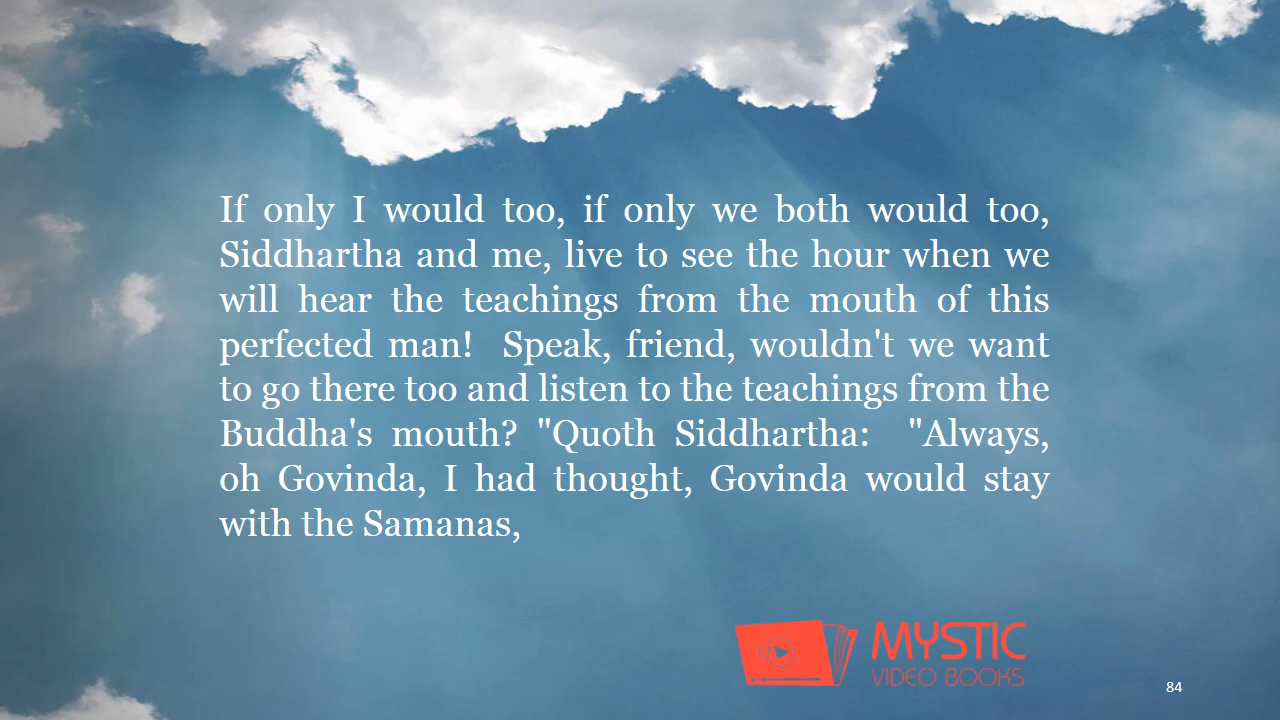 If only I would too, if only we both would too,
Siddhartha and me, live to see the hour when we
will hear the teachings from the mouth of this
perfected man!  Speak, friend, wouldn't we want
to go there too and listen to the teachings from the
Buddha's mouth? "Quoth Siddhartha:  "Always,
oh Govinda, I had thought, Govinda would stay
with the Samanas,
MYSTIC
VIDEO BOOKS
84